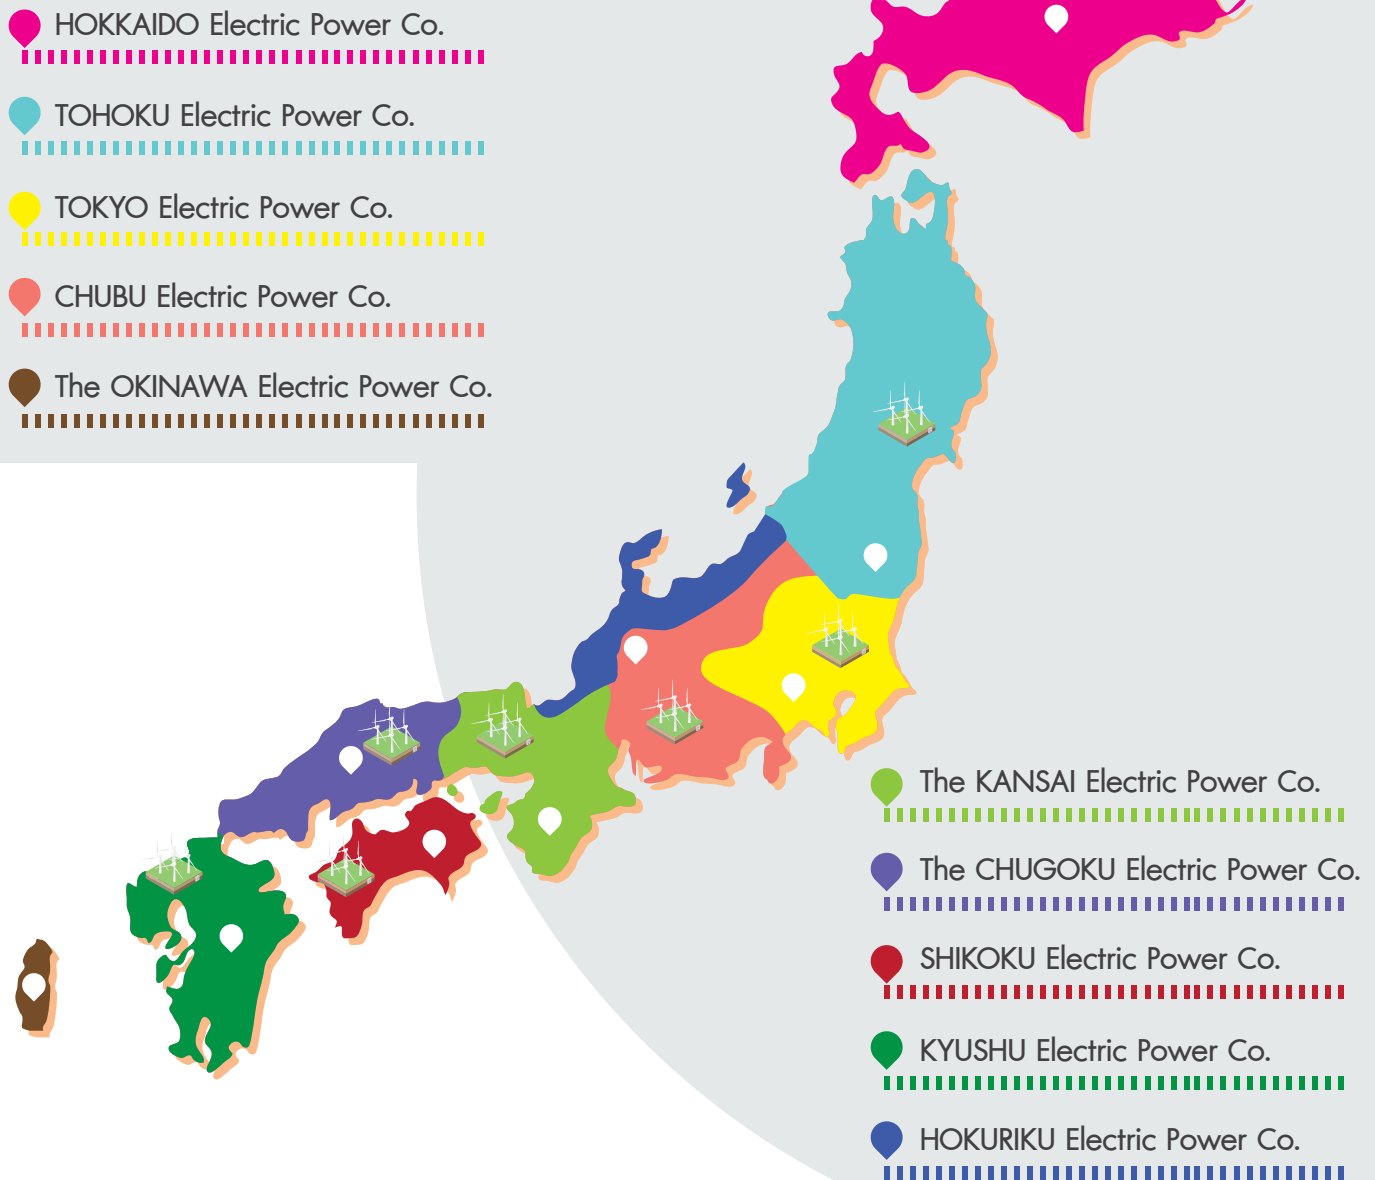 HOKKAIDO Electric Power Co.
TOHOKU Electric Power Co.
TOKYO Electric Power Co.
CHUBU Electric Power Co.
The OKINAWA Electric Power Co.
The KANSAI Electric Power Co.
The CHUGOKU Electric Power Co.
SHIKOKU Electric Power Co.
KYUSHU Electric Power Co.
HOKURIKU Electric Power Co.